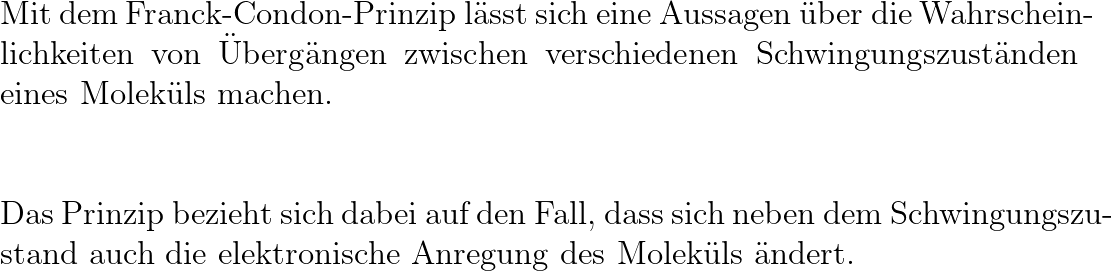 Mit dem Franck-Condon-Prinzip lässt sich eine Aussagen über die Wahrschein-
lichkeiten von Übergängen zwischen verschiedenen Schwingungszuständen
eines Moleküls machen.
Das Prinzip bezieht sich dabei auf den Fall, dass sich neben dem Schwingungszu-
stand auch die elektronische Anregung des Moleküls ändert.